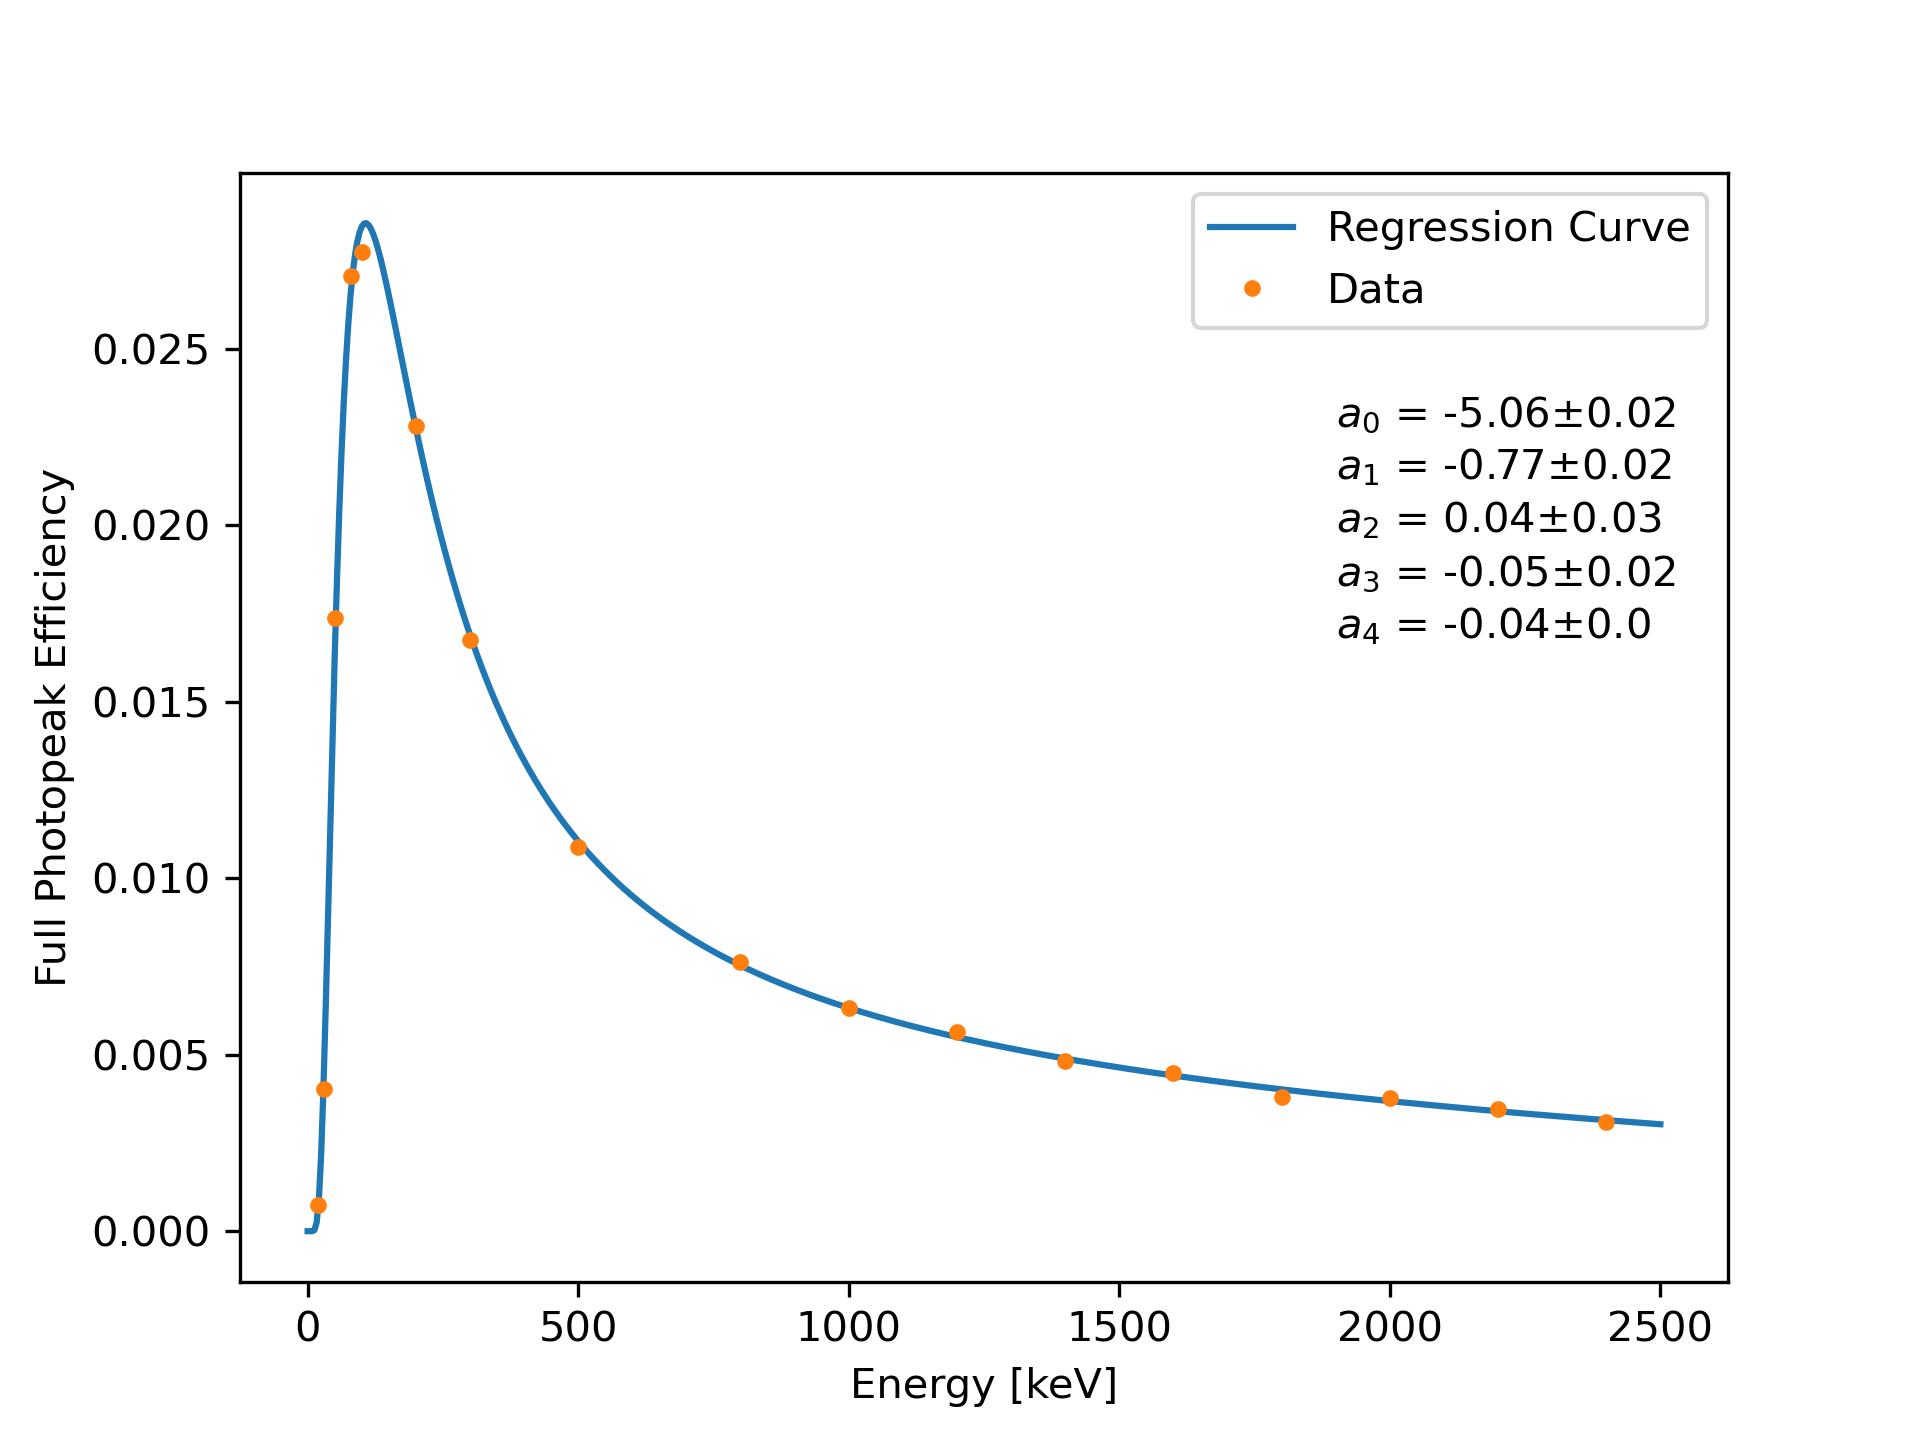 Regression Curve
Data
a₀ = -5.06±0.02
a₁ = -0.77±0.02
a₂ = 0.04±0.03
a₃ = -0.05±0.02
a₄ = -0.04±0.0
Full Photopeak Efficiency
0.025
0.020
0.015
0.010
0.005
0.000
0 500 1000 1500 2000 2500
Energy [keV]